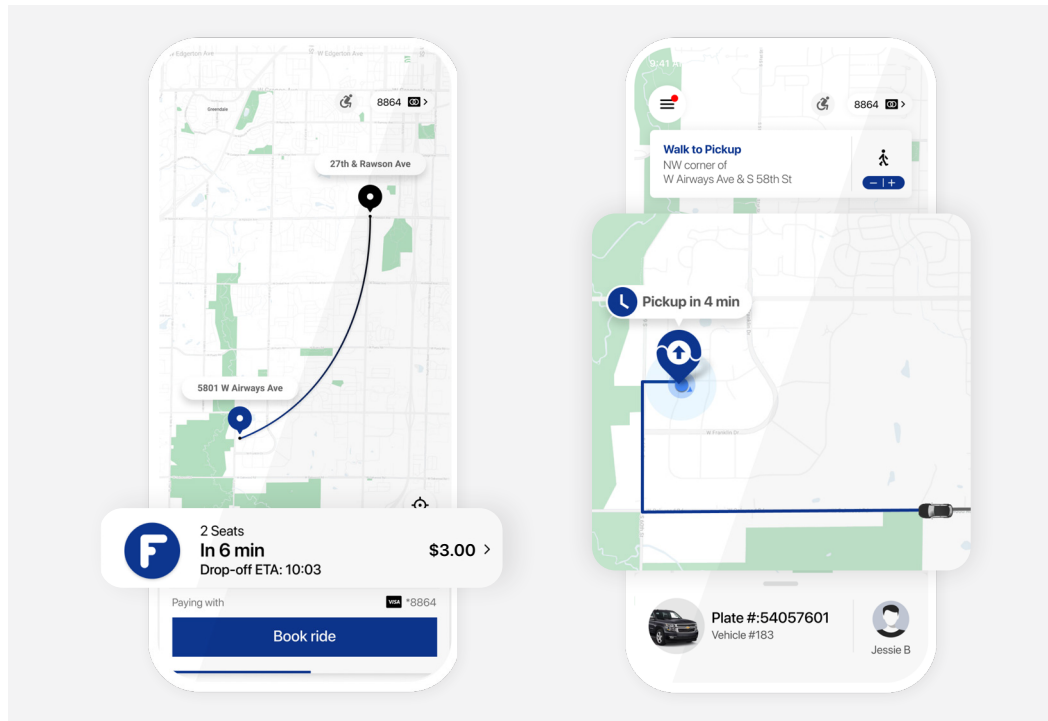 W Edgerton Ave
W Edgerton Ave
Greendale
8864
27th & Rawson Ave
5801 W Airways Ave
F
2 Seats
In 6 min
Drop-off ETA: 10:03
$3.00
Paying with
VISA *8864
Book ride
9:41
8864
Walk to Pickup
NW corner of
W Airways Ave & S 58th St
Pickup in 4 min
W Franklin Dr
Plate #:54057601
Vehicle #183
Jessie B